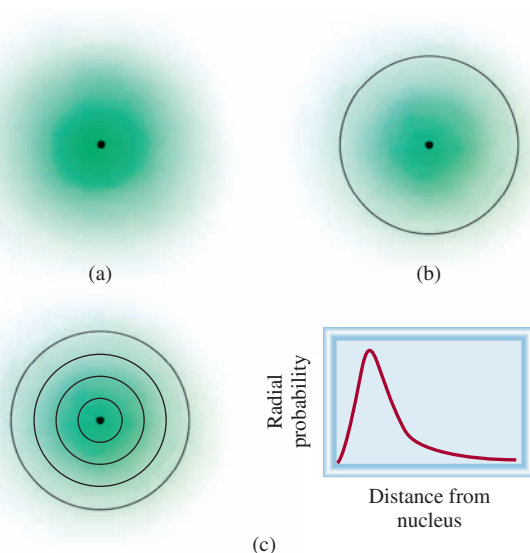 (a)
(b)
Radial
probability
Distance from
nucleus
(c)